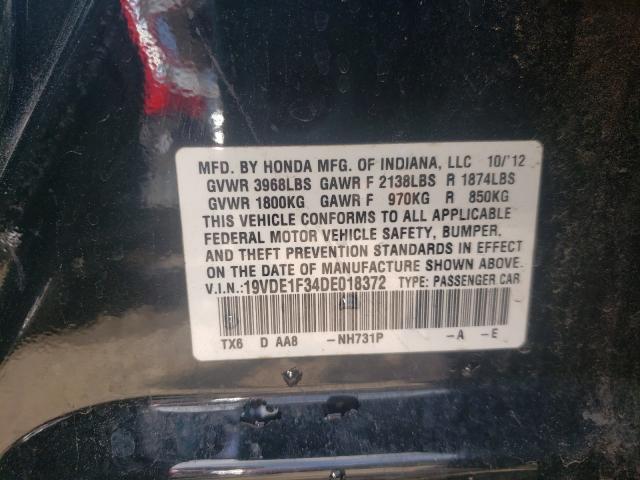 MFD. BY HONDA MFG. OF INDIANA, LLC 10/'12
GVWR 3968LBS GAWR F 2138LBS R 1874LBS
GVWR 1800KG GAWR F 970KG R 850KG
THIS VEHICLE CONFORMS TO ALL APPLICABLE
FEDERAL MOTOR VEHICLE SAFETY, BUMPER,
AND THEFT PREVENTION STANDARDS IN EFFECT
ON THE DATE OF MANUFACTURE SHOWN ABOVE.
V.I.N.:19VDE1F34DE018372 TYPE: PASSENGER CAR
TX6 D AA8 -NH731P -A -E